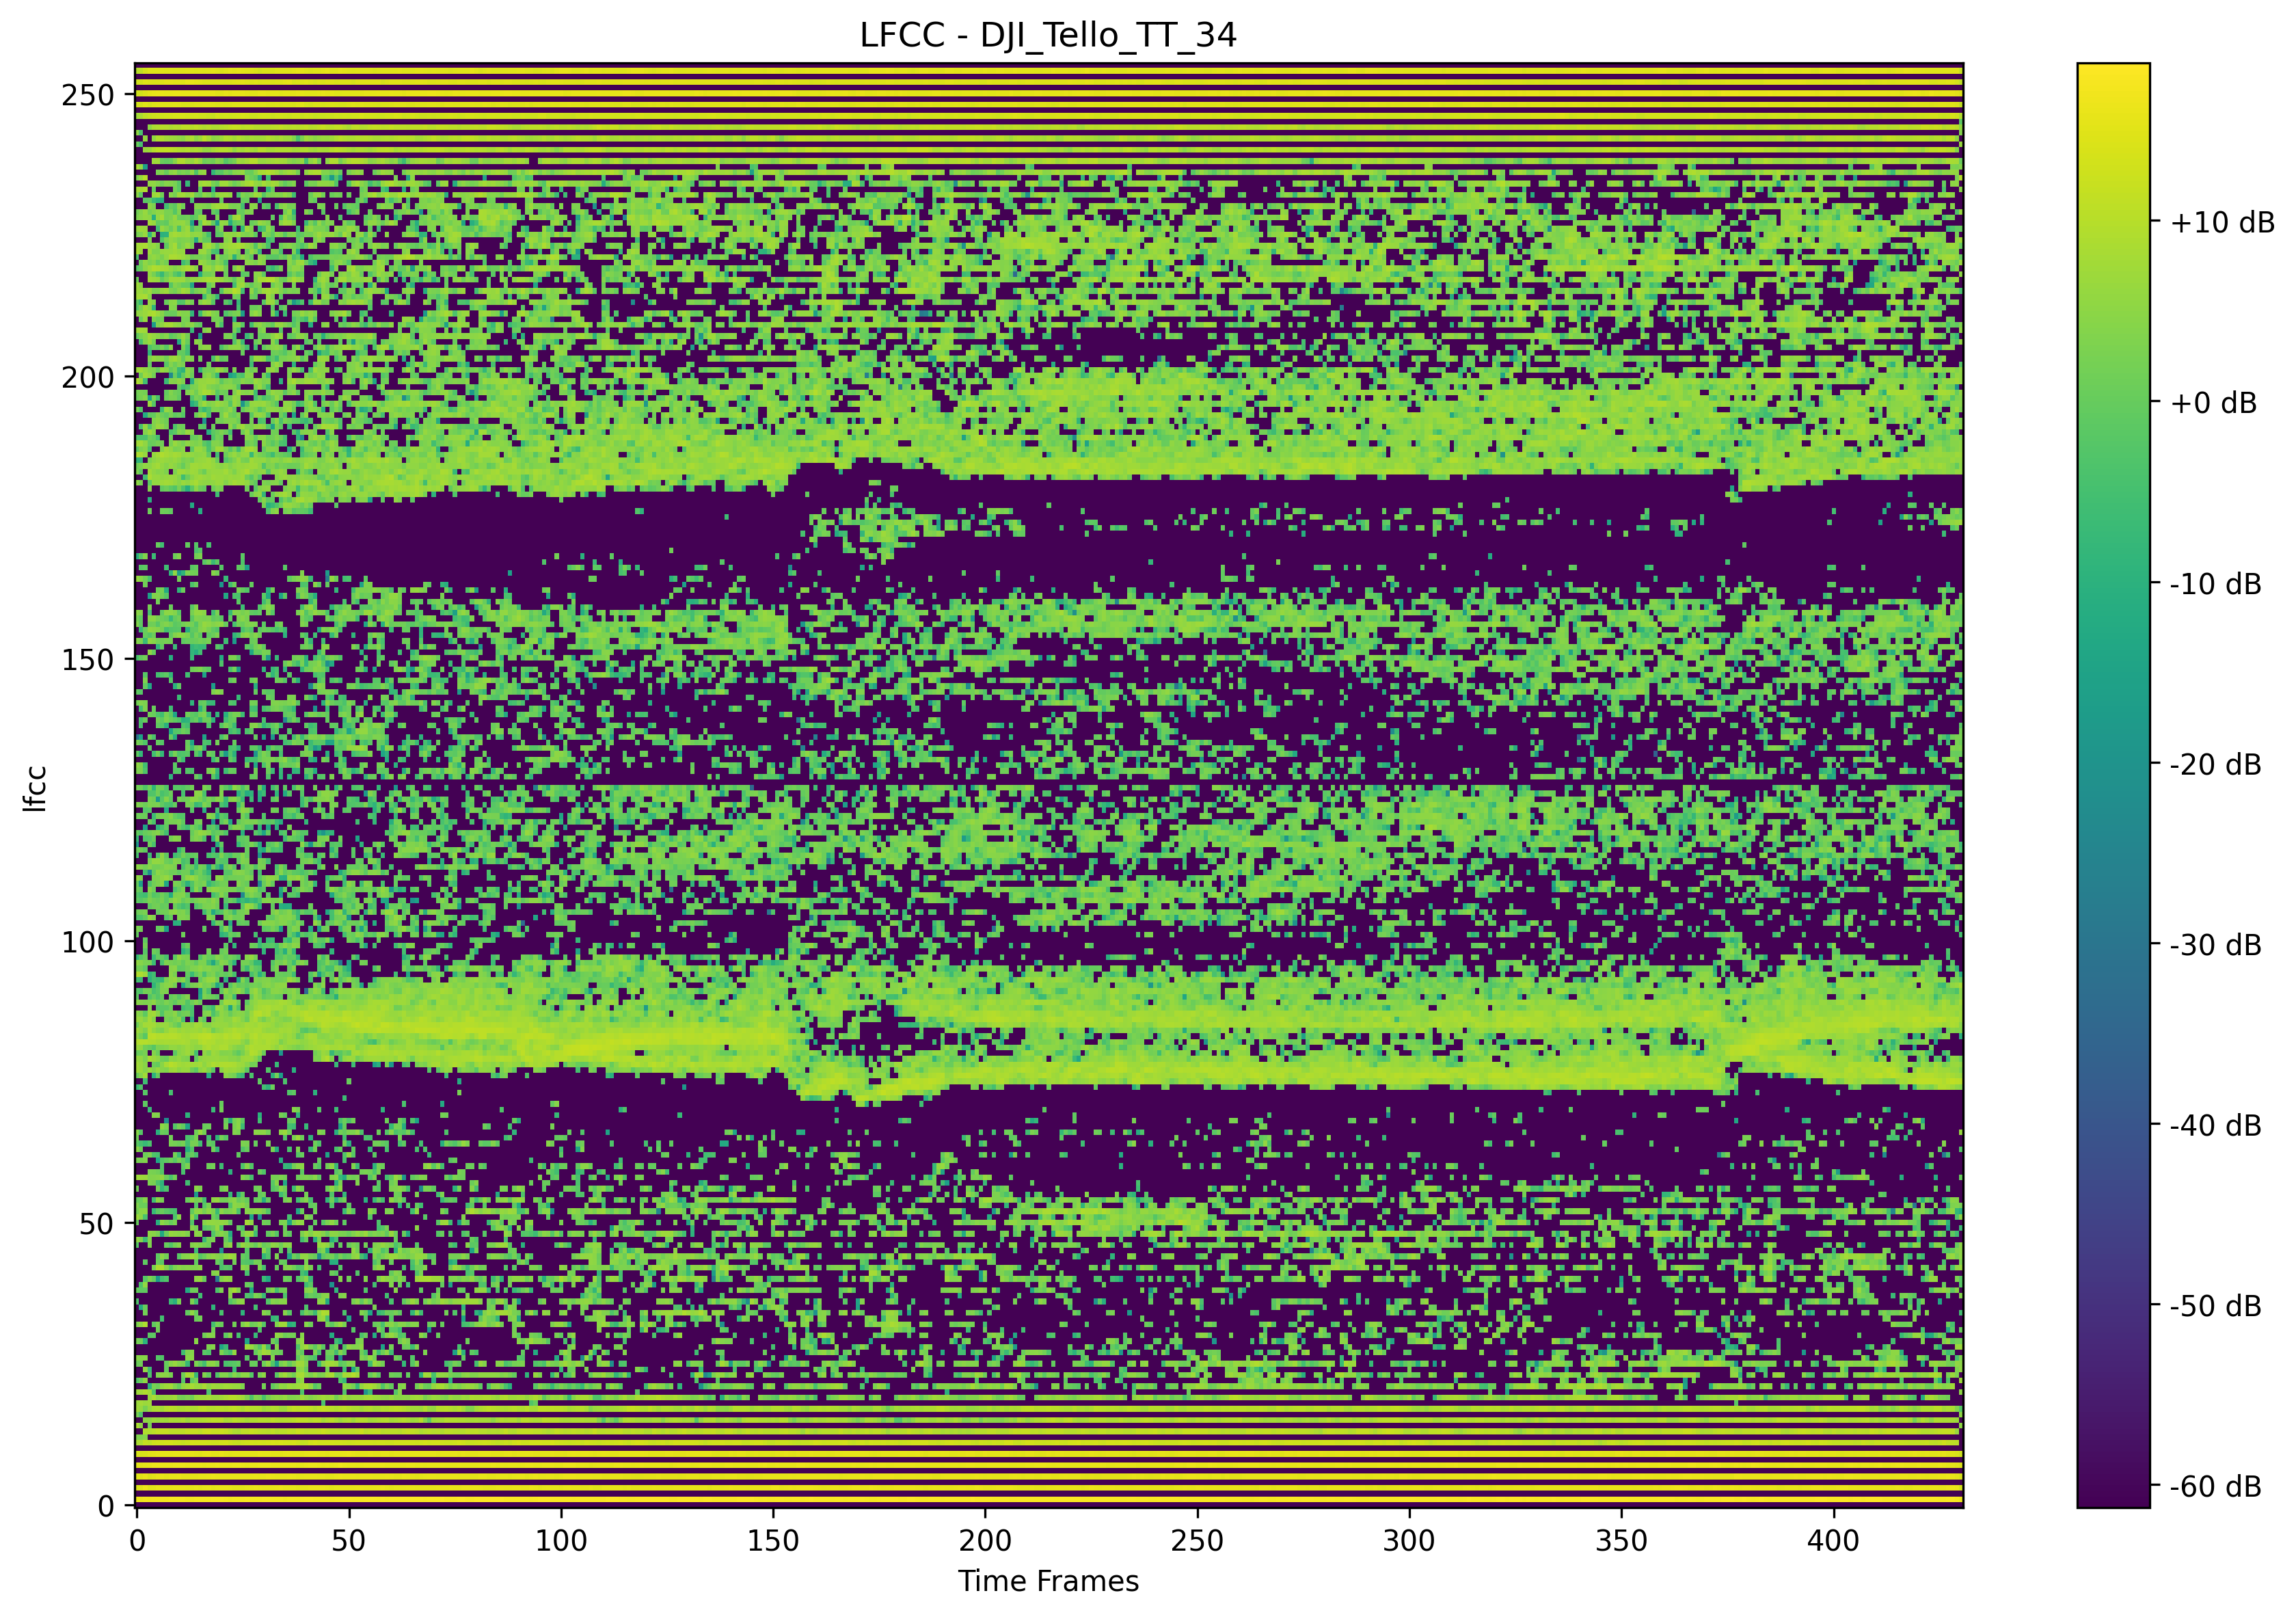 LFCC - DJI_Tello_TT_34
250
200
150
100
50
0
lfcc
0 50 100 150 200 250 300 350 400
Time Frames
+10 dB
+0 dB
-10 dB
-20 dB
-30 dB
-40 dB
-50 dB
-60 dB